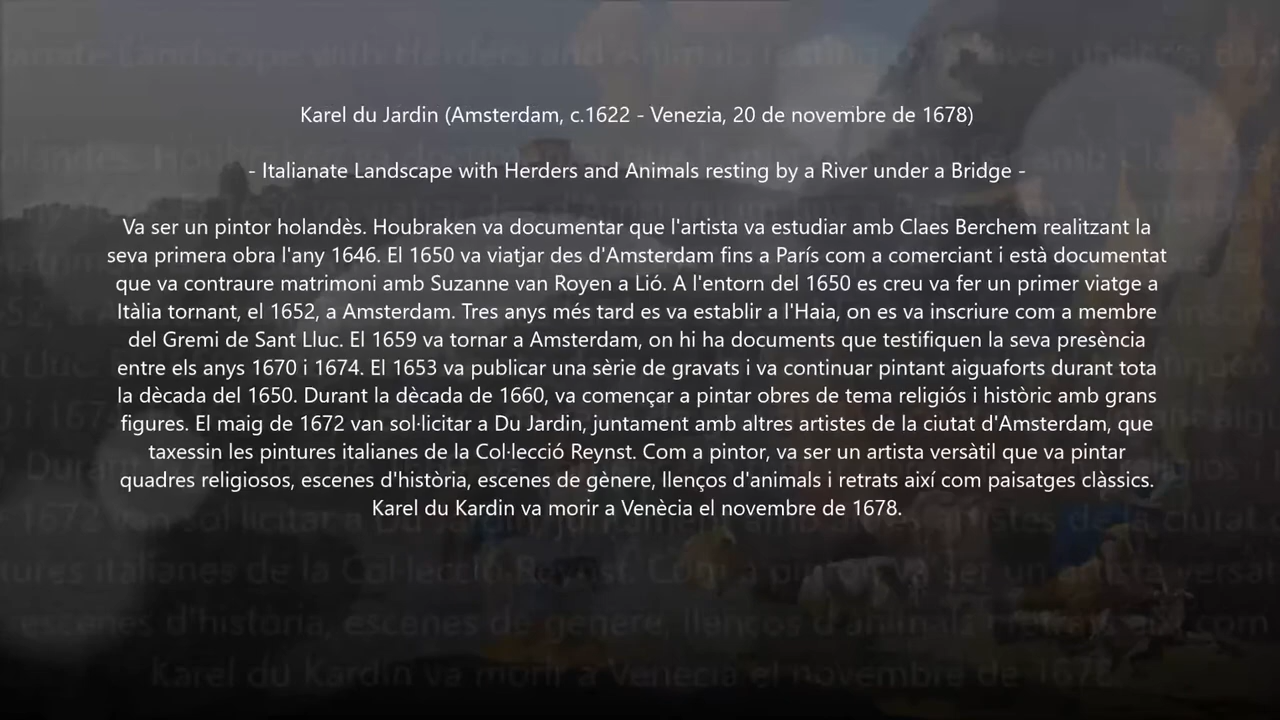 Karel du Jardin (Amsterdam, c.1622 - Venezia, 20 de novembre de 1678)
- Italianate Landscape with Herders and Animals resting by a River under a Bridge -
Va ser un pintor holandès. Houbraken va documentar que l'artista va estudiar amb Claes Berchem realitzant la
seva primera obra l'any 1646. El 1650 va viatjar des d'Amsterdam fins a París com a comerciant i està documentat
que va contraure matrimoni amb Suzanne van Royen a Lió. A l'entorn del 1650 es creu va fer un primer viatge a
Itàlia tornant, el 1652, a Amsterdam. Tres anys més tard es va establir a l'Haia, on es va inscriure com a membre
del Gremi de Sant Lluc. El 1659 va tornar a Amsterdam, on hi ha documents que testifiquen la seva presència
entre els anys 1670 i 1674. El 1653 va publicar una sèrie de gravats i va continuar pintant aiguaforts durant tota
la dècada del 1650. Durant la dècada de 1660, va començar a pintar obres de tema religiós i històric amb grans
figures. El maig de 1672 van sol·licitar a Du Jardin, juntament amb altres artistes de la ciutat d'Amsterdam, que
taxessin les pintures italianes de la Col·lecció Reynst. Com a pintor, va ser un artista versàtil que va pintar
quadres religiosos, escenes d'història, escenes de gènere, llenços d'animals i retrats així com paisatges clàssics.
Karel du Kardin va morir a Venècia el novembre de 1678.